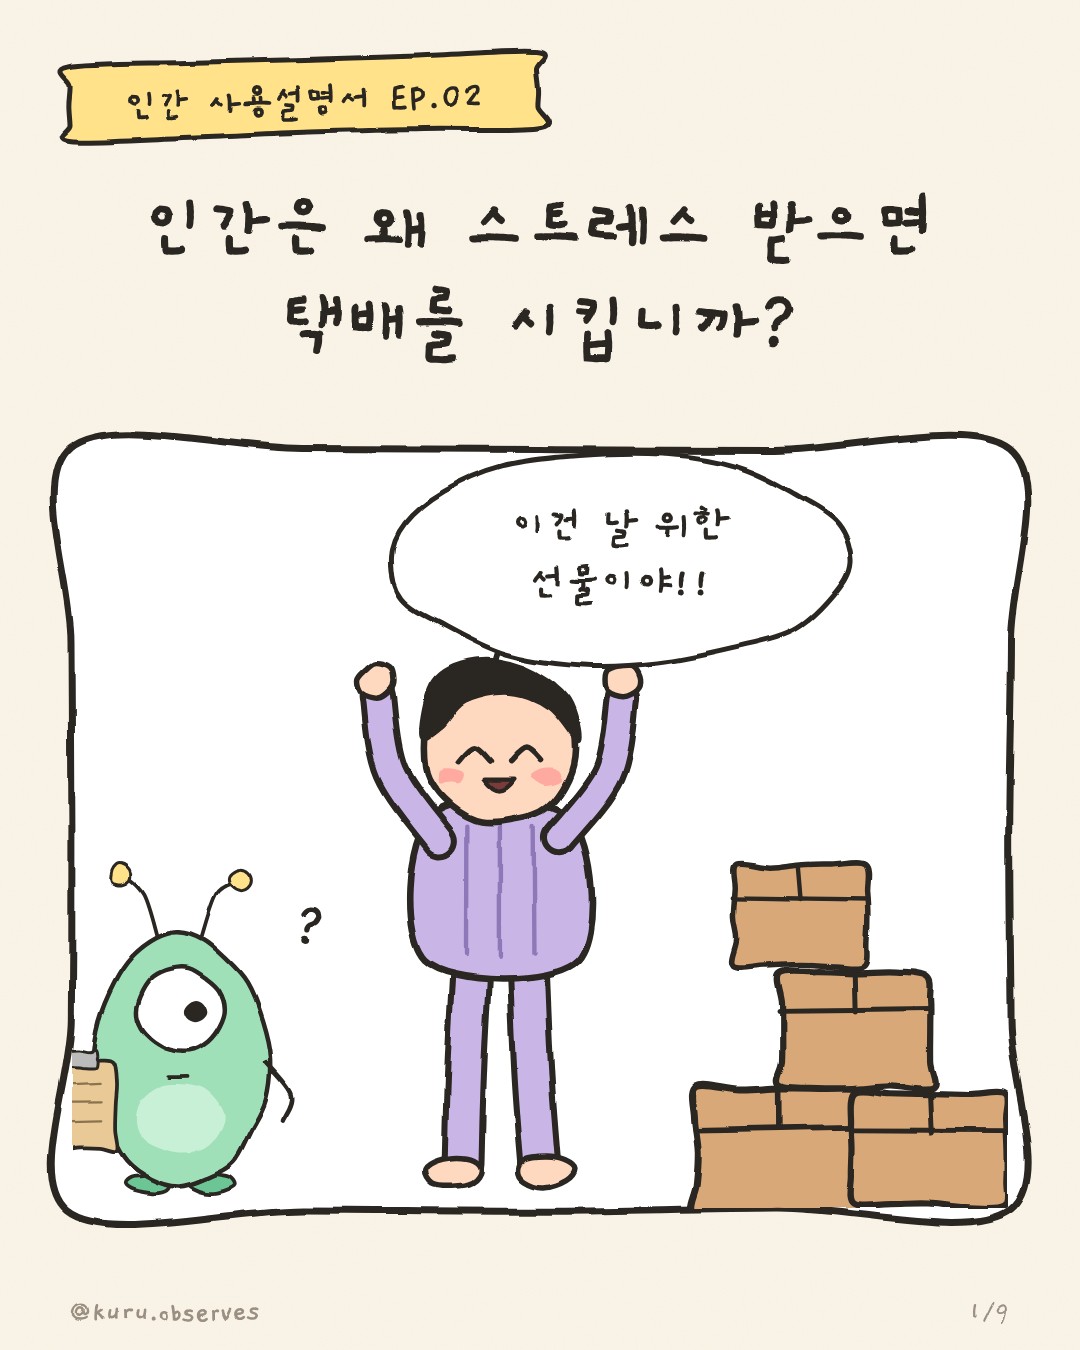 인간 사용설명서 EP.02
인간은 왜 스트레스 받으면
택배를 시킵니까?
이건 날 위한
선물이야!!
?
@kuru.observes
1/9